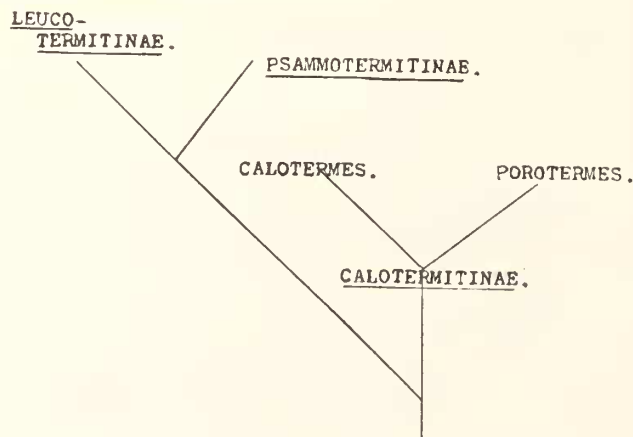 LEUCO-
TERMITINAE.
PSAMMOTERMITINAE.
CALOTERMES.
POROTERMES.
CALOTERMITINAE.